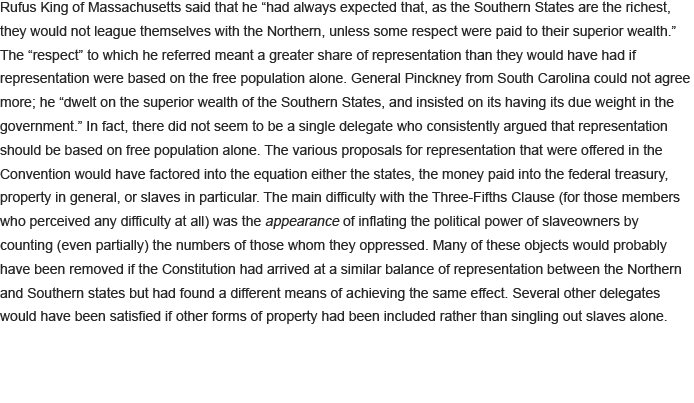 Rufus King of Massachusetts said that he “had always expected that, as the Southern States are the richest,
they would not league themselves with the Northern, unless some respect were paid to their superior wealth.”
The “respect” to which he referred meant a greater share of representation than they would have had if
representation were based on the free population alone. General Pinckney from South Carolina could not agree
more; he “dwelt on the superior wealth of the Southern States, and insisted on its having its due weight in the
government.” In fact, there did not seem to be a single delegate who consistently argued that representation
should be based on free population alone. The various proposals for representation that were offered in the
Convention would have factored into the equation either the states, the money paid into the federal treasury,
property in general, or slaves in particular. The main difficulty with the Three-Fifths Clause (for those members
who perceived any difficulty at all) was the appearance of inflating the political power of slaveowners by
counting (even partially) the numbers of those whom they oppressed. Many of these objects would probably
have been removed if the Constitution had arrived at a similar balance of representation between the Northern
and Southern states but had found a different means of achieving the same effect. Several other delegates
would have been satisfied if other forms of property had been included rather than singling out slaves alone.